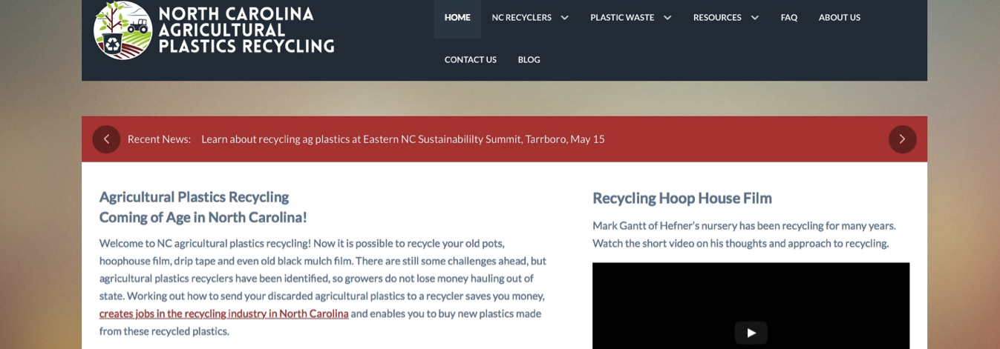 NORTH CAROLINA
AGRICULTURAL
PLASTICS RECYCLING
HOME NC RECYCLERS PLASTIC WASTE RESOURCES FAQ ABOUT US
CONTACT US BLOG
Recent News: Learn about recycling ag plastics at Eastern NC Sustainabililty Summit, Tarrboro, May 15
Agricultural Plastics Recycling
Coming of Age in North Carolina!
Welcome to NC agricultural plastics recycling! Now it is possible to recycle your old pots,
hoophouse film, drip tape and even old black mulch film. There are still some challenges ahead, but
agricultural plastics recyclers have been identified, so growers do not lose money hauling out of
state. Working out how to send your discarded agricultural plastics to a recycler saves you money,
creates jobs in the recycling industry in North Carolina and enables you to buy new plastics made
from these recycled plastics.
Recycling Hoop House Film
Mark Gantt of Hefner's nursery has been recycling for many years.
Watch the short video on his thoughts and approach to recycling.